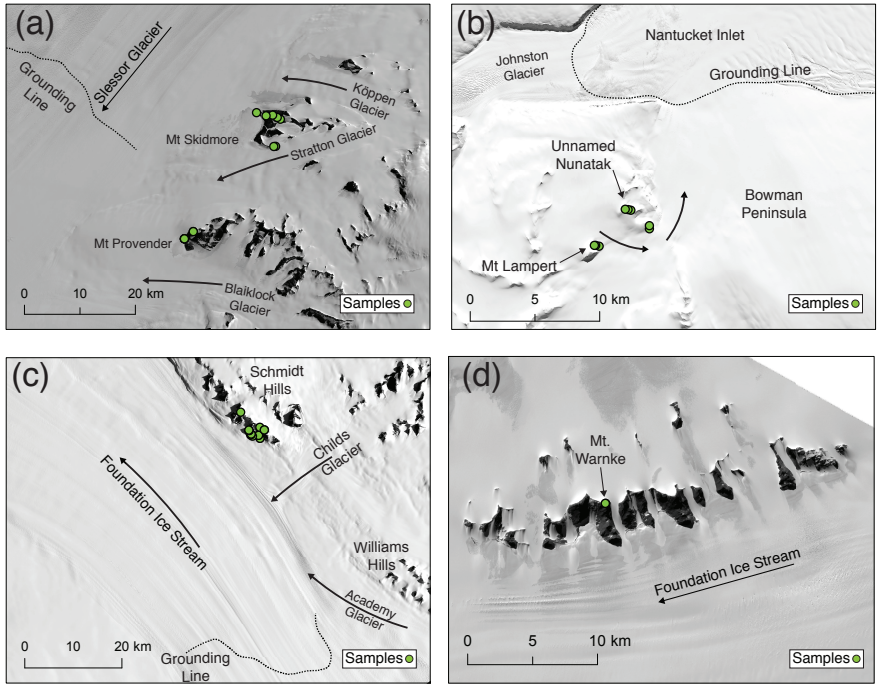 (a)
Slessor Glacier
Grounding
Line
Köppen
Glacier
Mt Skidmore
Stratton Glacier
Mt Provender
Blaiklock
Glacier
0 10 20 km
Samples
(b)
Nantucket Inlet
Johnston
Glacier
Grounding Line
Unnamed
Nunatak
Bowman
Peninsula
Mt Lampert
0 5 10 km
Samples
(c)
Schmidt
Hills
Childs
Glacier
Foundation Ice Stream
Williams
Hills
Academy
Glacier
0 10 20 km
Grounding
Line
Samples
(d)
Mt.
Warnke
Foundation Ice Stream
0 5 10 km
Samples